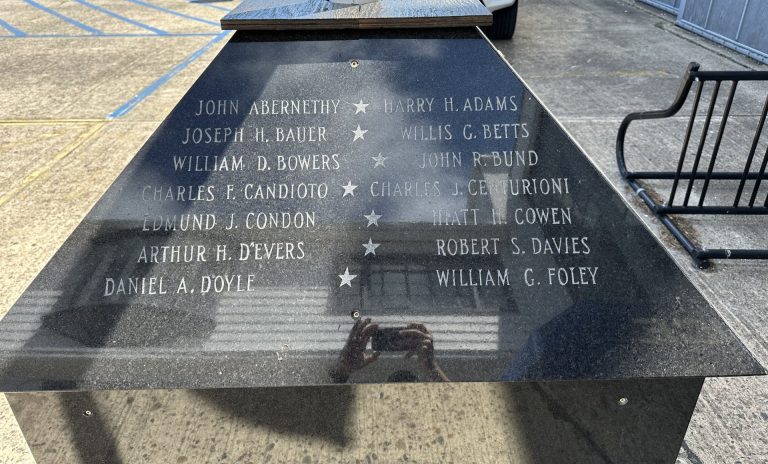 JOHN ABERNETHY ★ HARRY H. ADAMS
JOSEPH H. BAUER ★ WILLIS G. BETTS
WILLIAM D. BOWERS ★ JOHN R. BUND
CHARLES F. CANDIOTO ★ CHARLES J. CENTURIONI
EDMUND J. CONDON ★ HIATT H. COWEN
ARTHUR H. D'EVERS ★ ROBERT S. DAVIES
DANIEL A. DOYLE ★ WILLIAM G. FOLEY